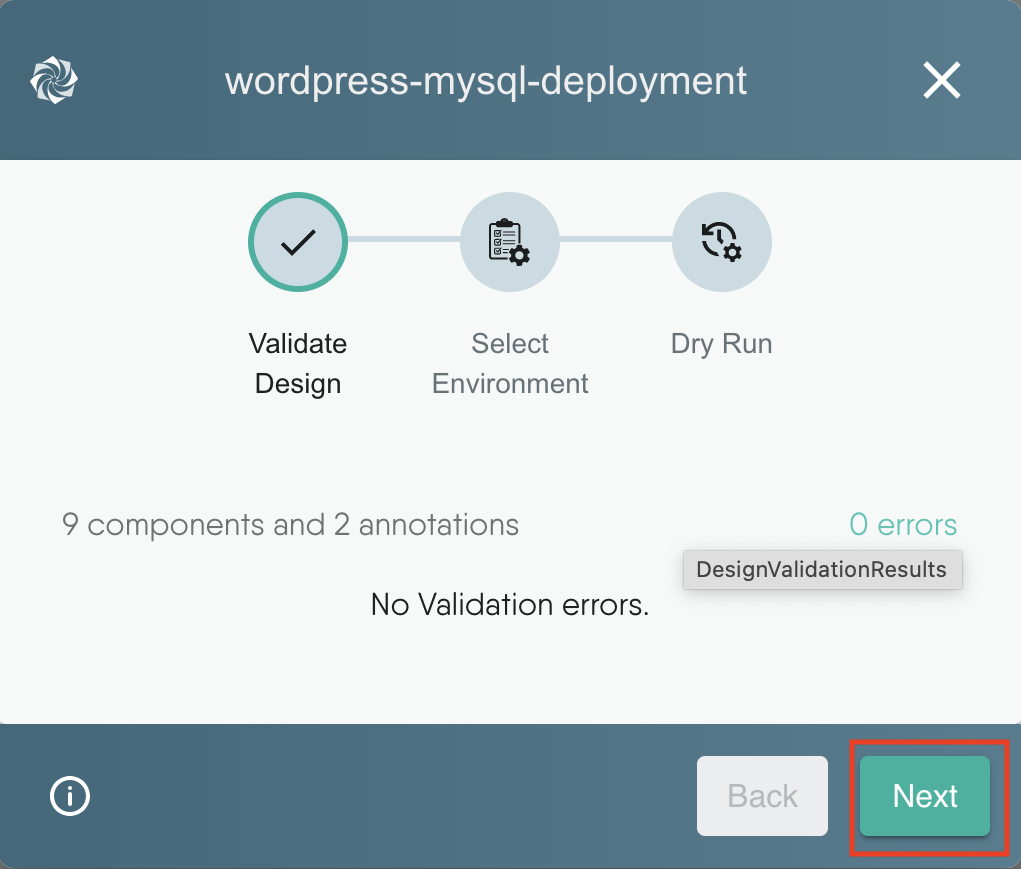 wordpress-mysql-deployment
Validate
Design
Select
Environment
Dry Run
9 components and 2 annotations
0 errors
DesignValidationResults
No Validation errors.
Back
Next